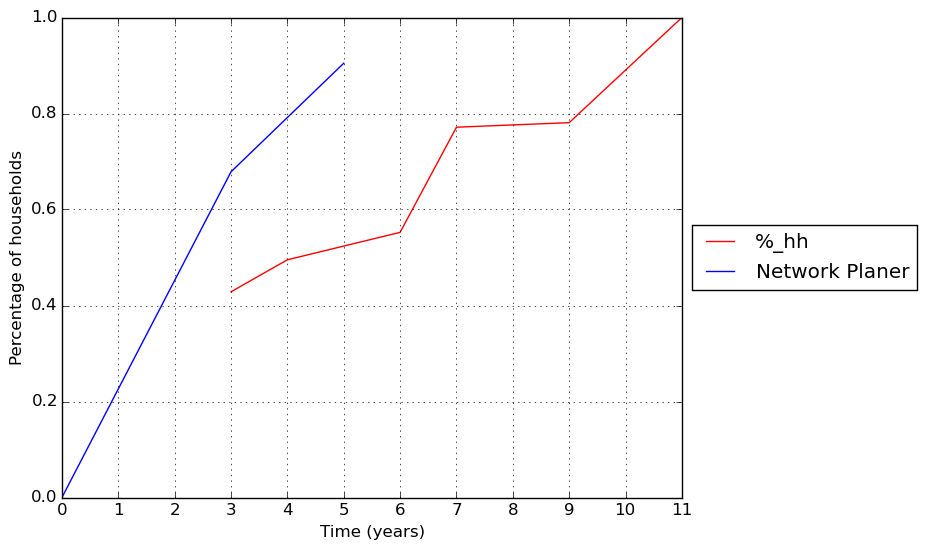 1.0
0.8
0.6
0.4
0.2
0.0
Percentage of households
0 1 2 3 4 5 6 7 8 9 10 11
Time (years)
%_hh
Network Planer